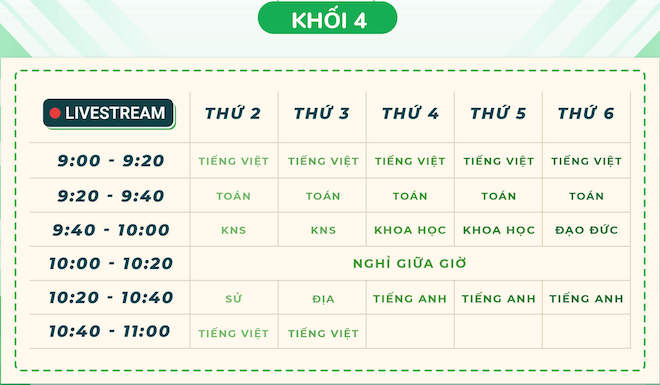 KHỐI 4
LIVESTREAM THỨ 2 THỨ 3 THỨ 4 THỨ 5 THỨ 6
9:00 - 9:20 TIẾNG VIỆT TIẾNG VIỆT TIẾNG VIỆT TIẾNG VIỆT TIẾNG VIỆT
9:20 - 9:40 TOÁN TOÁN TOÁN TOÁN TOÁN
9:40 - 10:00 KNS KNS KHOA HỌC KHOA HỌC ĐẠO ĐỨC
10:00 - 10:20 NGHỈ GIỮA GIỜ
10:20 - 10:40 SỬ ĐỊA TIẾNG ANH TIẾNG ANH TIẾNG ANH
10:40 - 11:00 TIẾNG VIỆT TIẾNG VIỆT